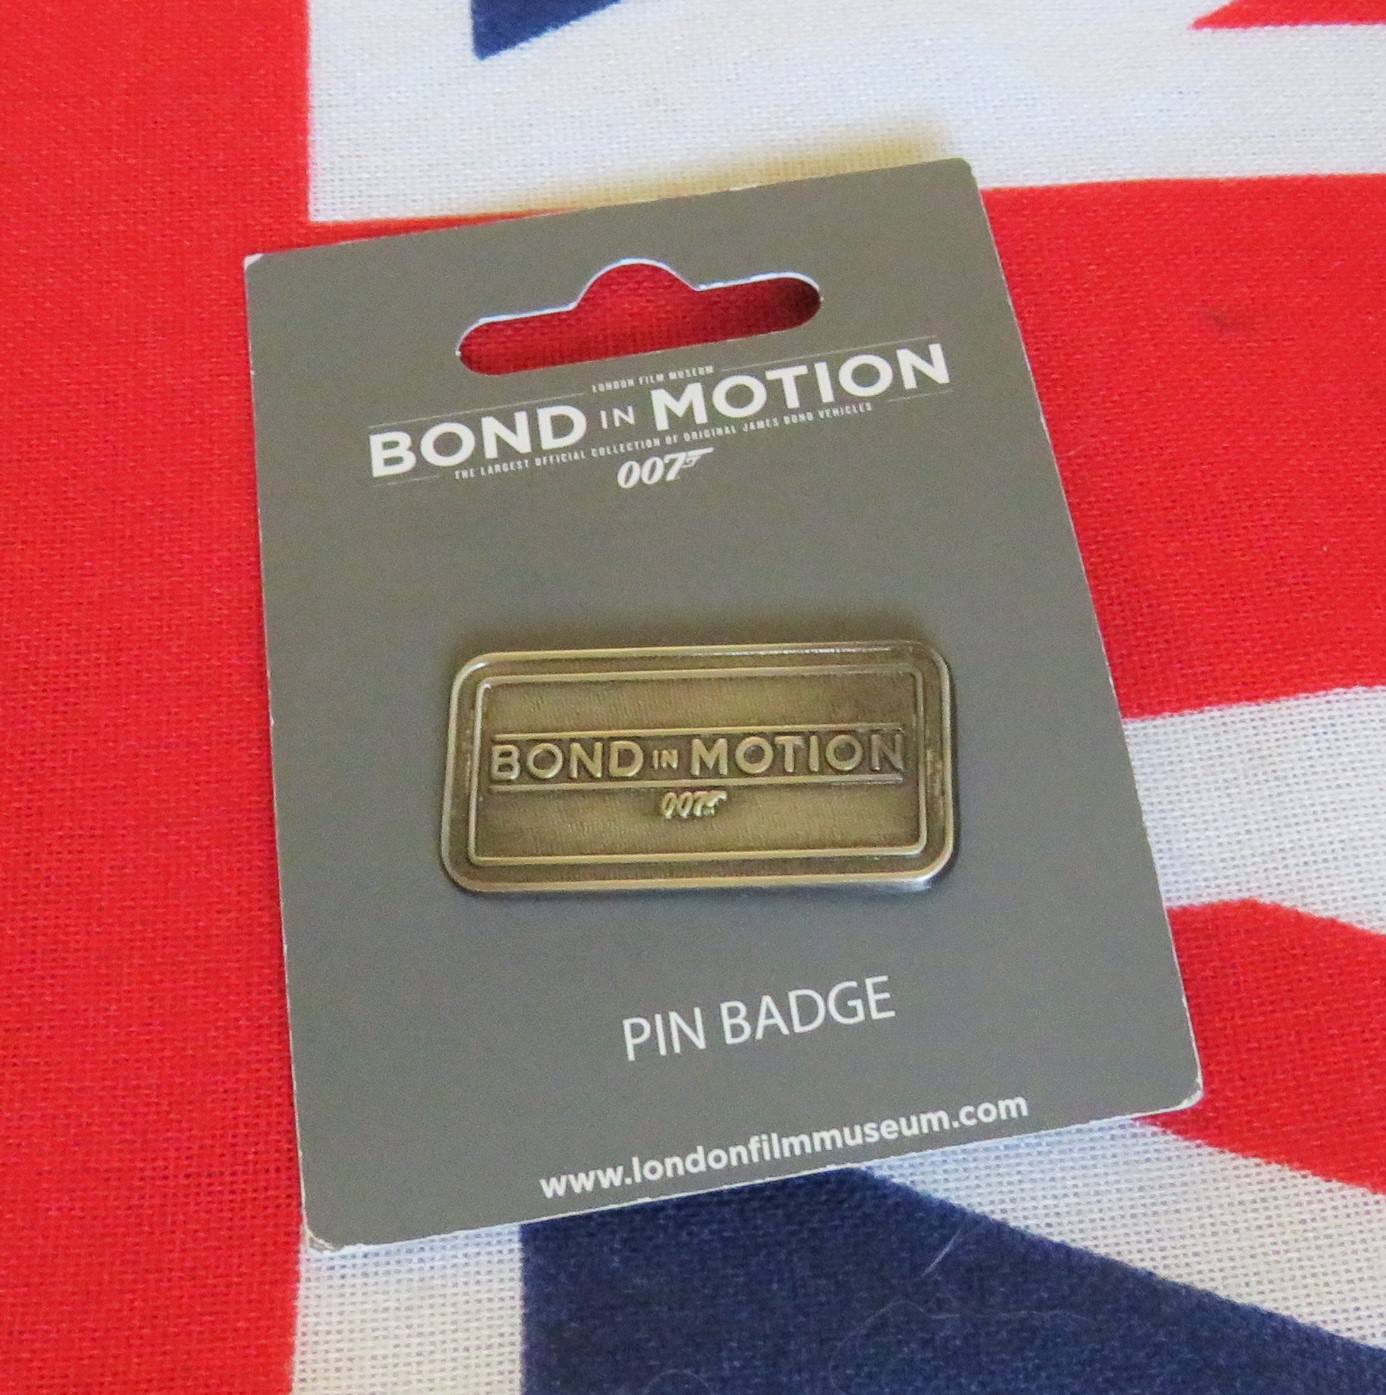 LONDON FILM MUSEUM
BOND IN MOTION
THE LARGEST OFFICIAL COLLECTION OF ORIGINAL JAMES BOND VEHICLES
007
BOND IN MOTION
007
PIN BADGE
www.londonfilmmuseum.com